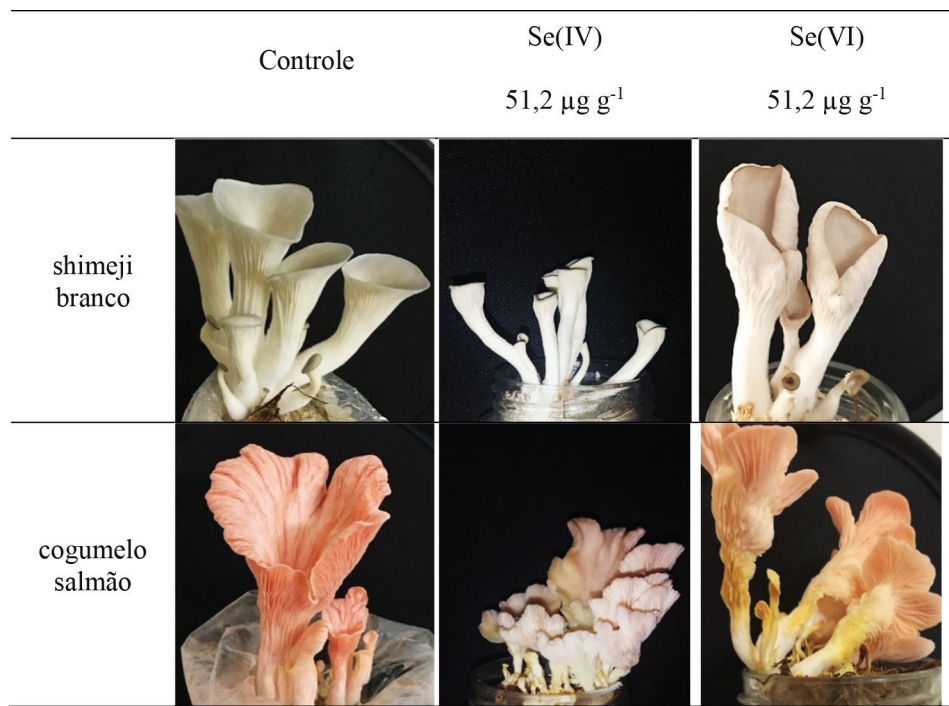 Controle
Se(IV)
51,2 µg g-1
Se(VI)
51,2 µg g-1
shimeji
branco
cogumelo
salmão